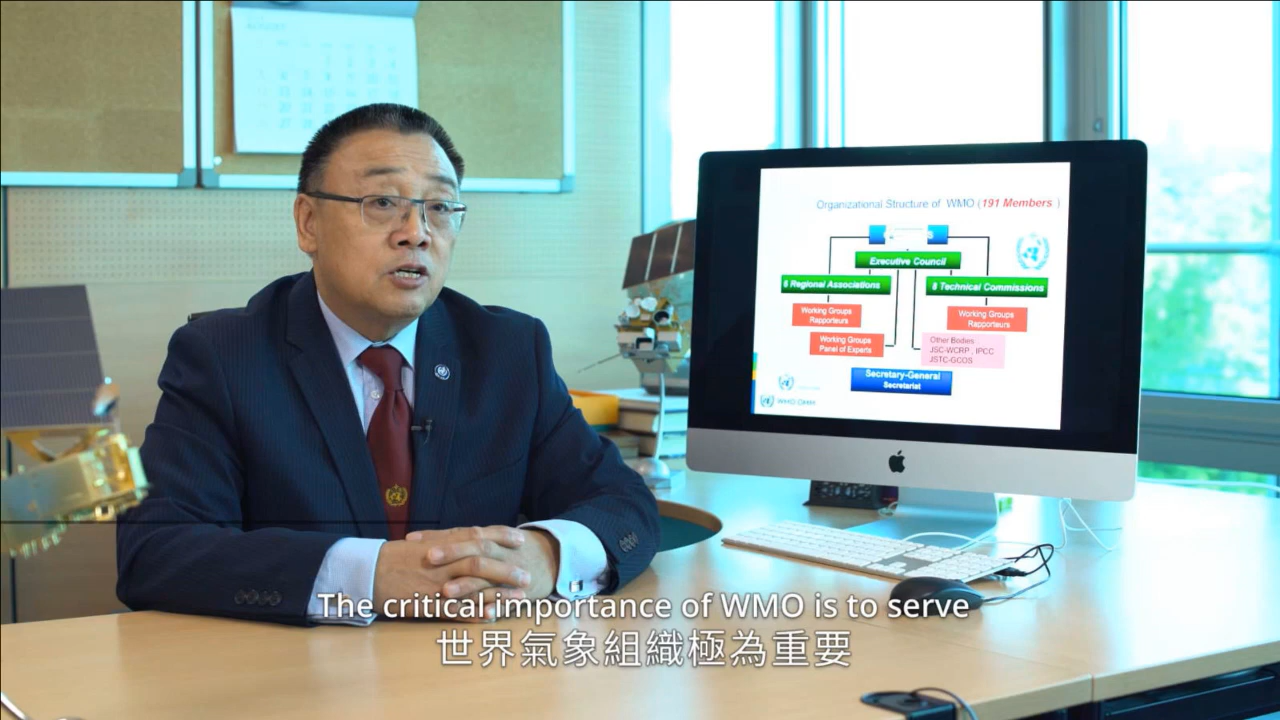 Organizational Structure of WMO (191 Members )
Executive Council
6 Regional Associations
8 Technical Commissions
Working Groups
Rapporteurs
Working Groups
Rapporteurs
Working Groups
Panel of Experts
Other Bodies
JSC-WCRP , IPCC
JSTC-GCOS
Secretary-General
Secretariat
WMO-OMM
The critical importance of WMO is to serve
世界氣象組織極為重要